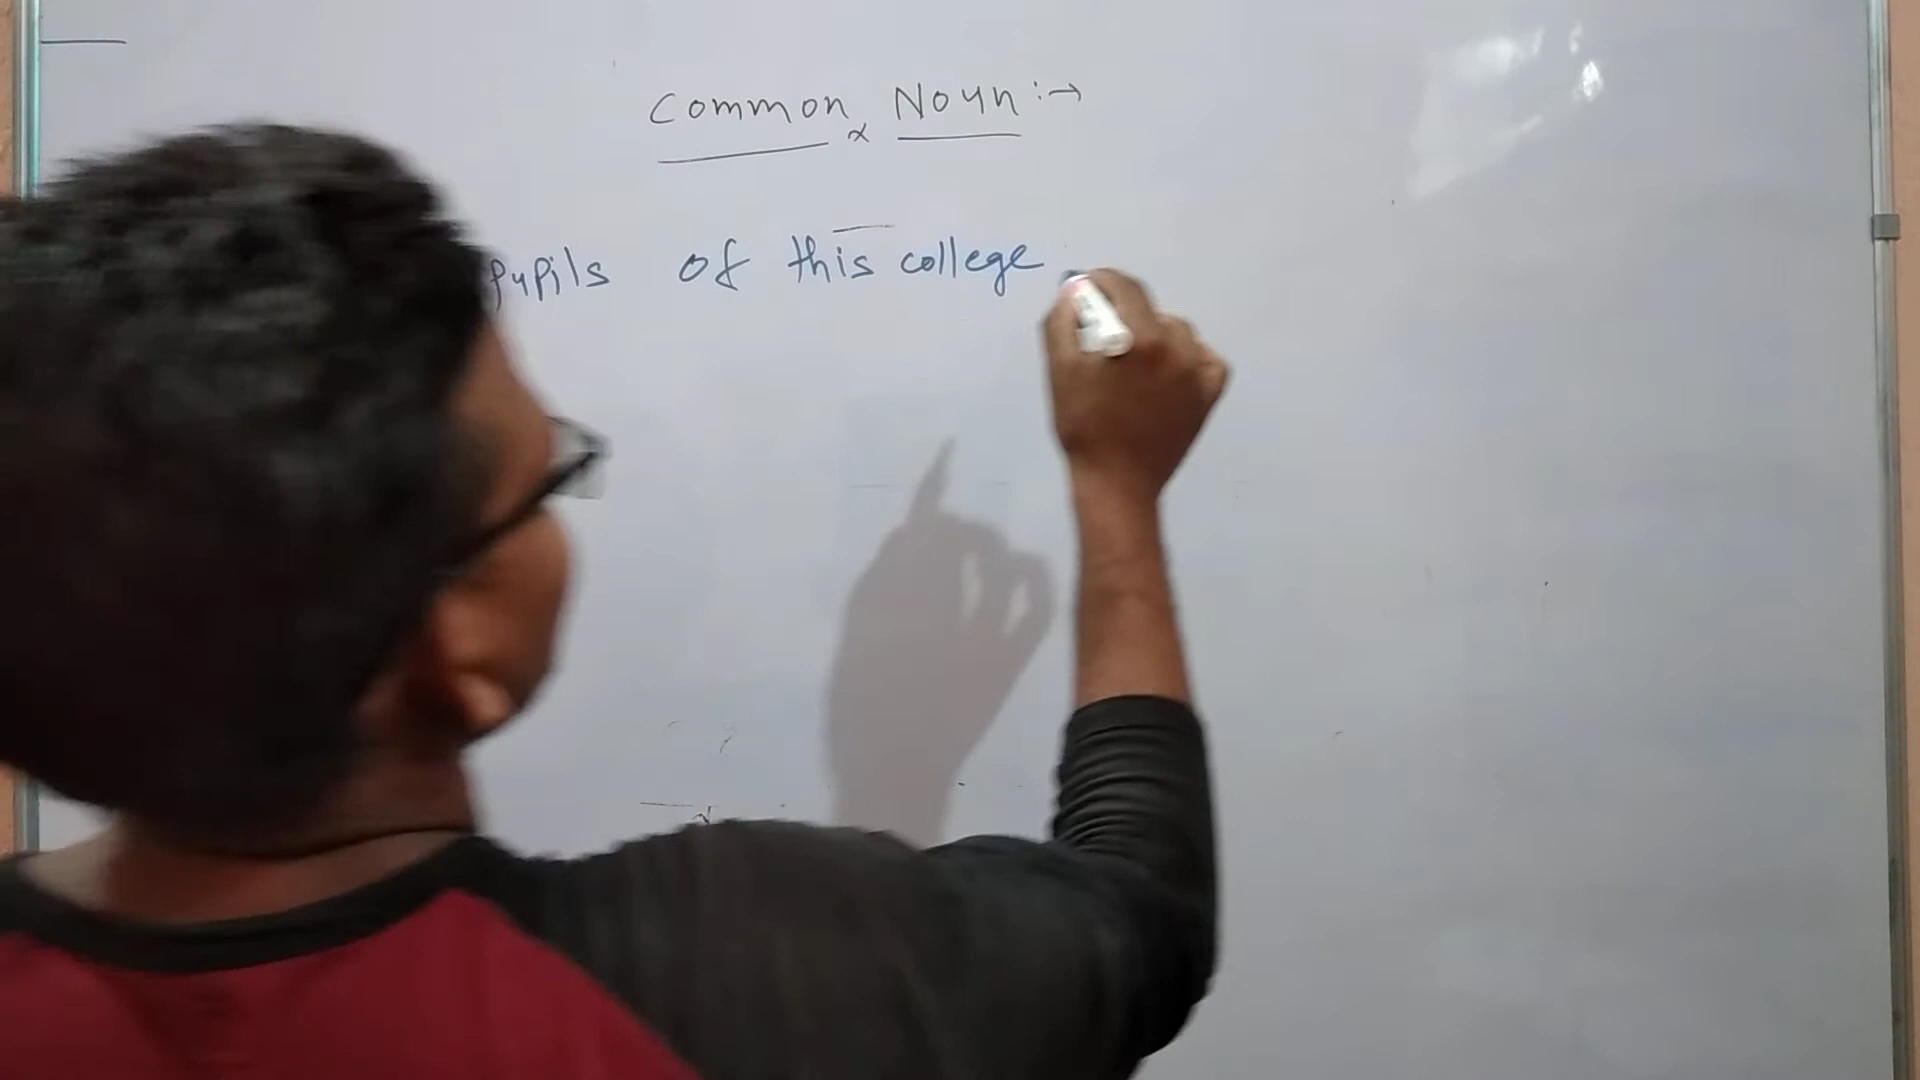 Common Noun :→
pupils of this college